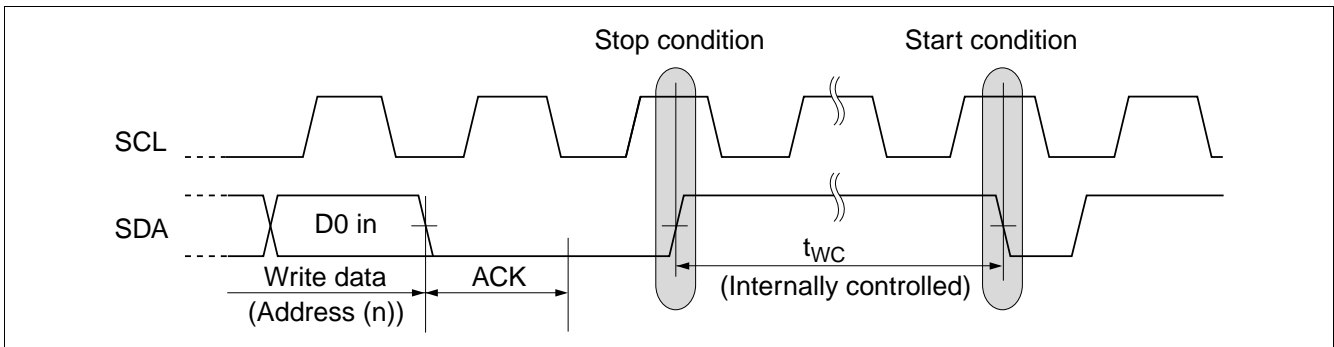 Stop condition
Start condition
SCL
SDA
D0 in
Write data
(Address (n))
ACK
tWC
(Internally controlled)